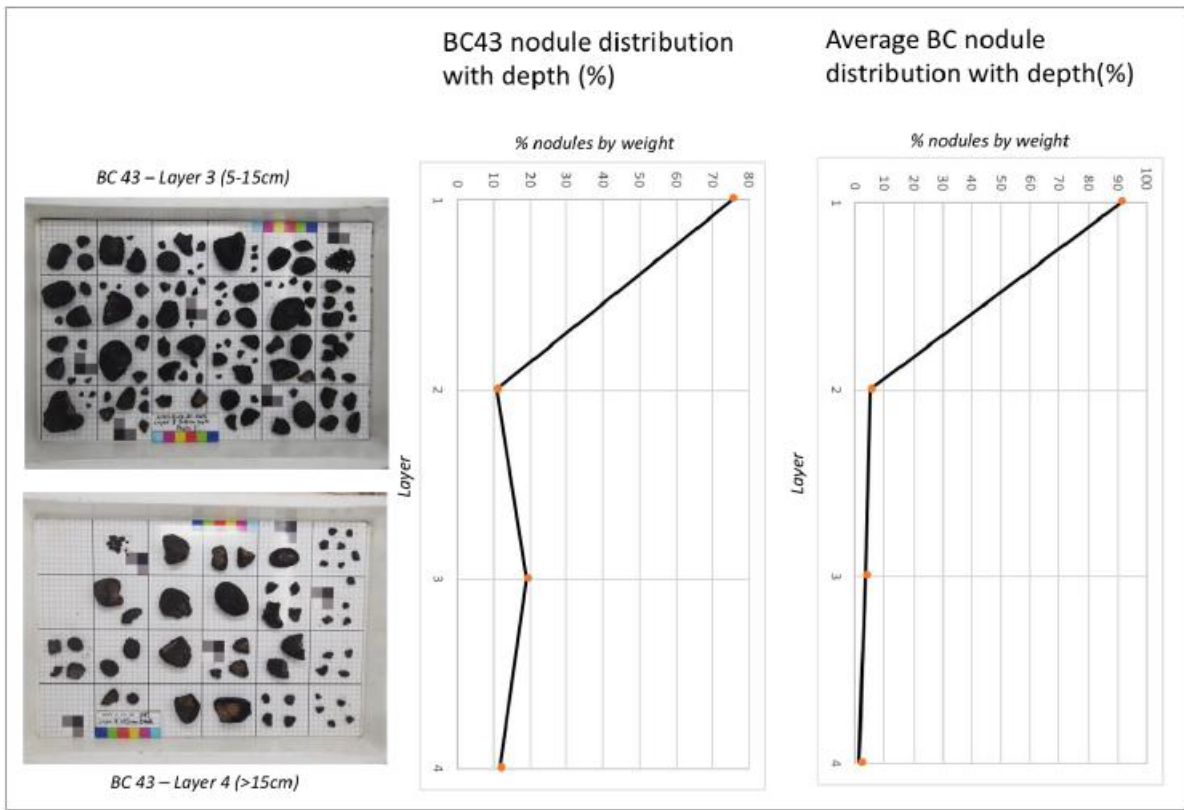 BC43 nodule distribution
with depth (%)
Average BC nodule
distribution with depth(%)
% nodules by weight
% nodules by weight
BC 43 – Layer 3 (5-15cm)
0 10 20 30 40 50 60 70 80
0 10 20 30 40 50 60 70 80 90 100
1
2
3
4
Layer
1
2
3
4
Layer
BC 43 – Layer 4 (>15cm)